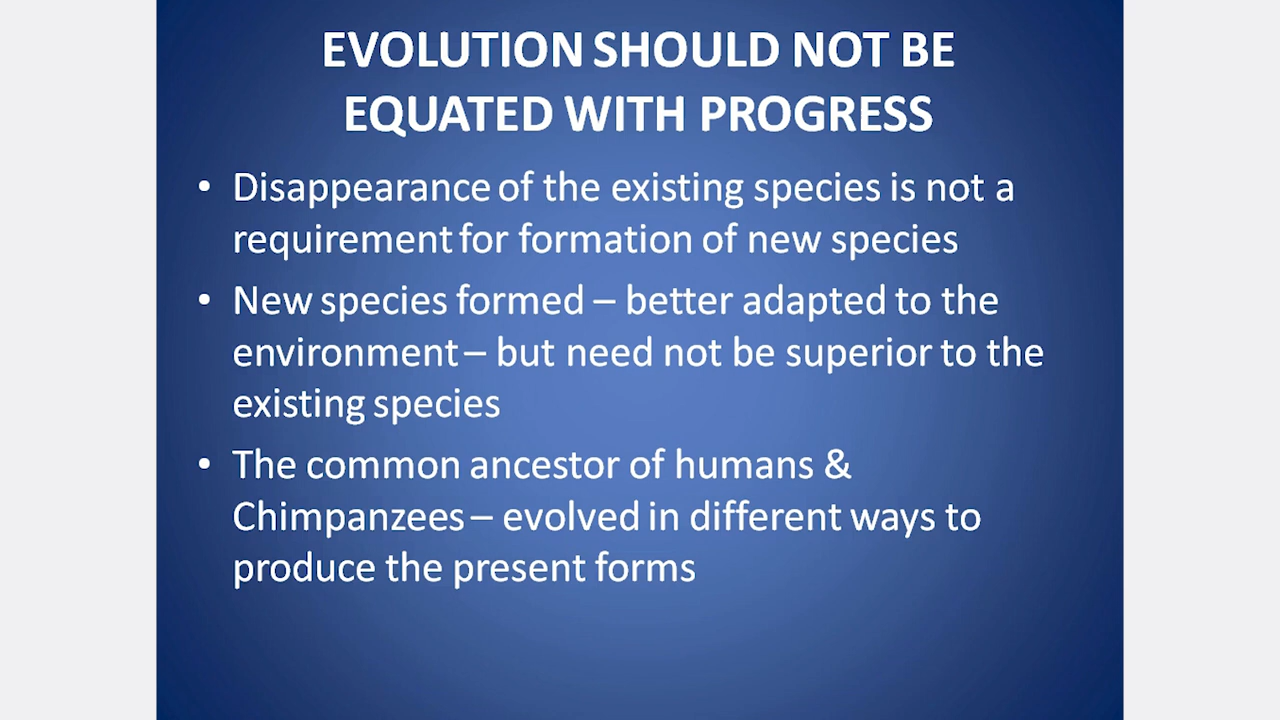 EVOLUTION SHOULD NOT BE
EQUATED WITH PROGRESS
• Disappearance of the existing species is not a
requirement for formation of new species
• New species formed – better adapted to the
environment – but need not be superior to the
existing species
• The common ancestor of humans &
Chimpanzees – evolved in different ways to
produce the present forms